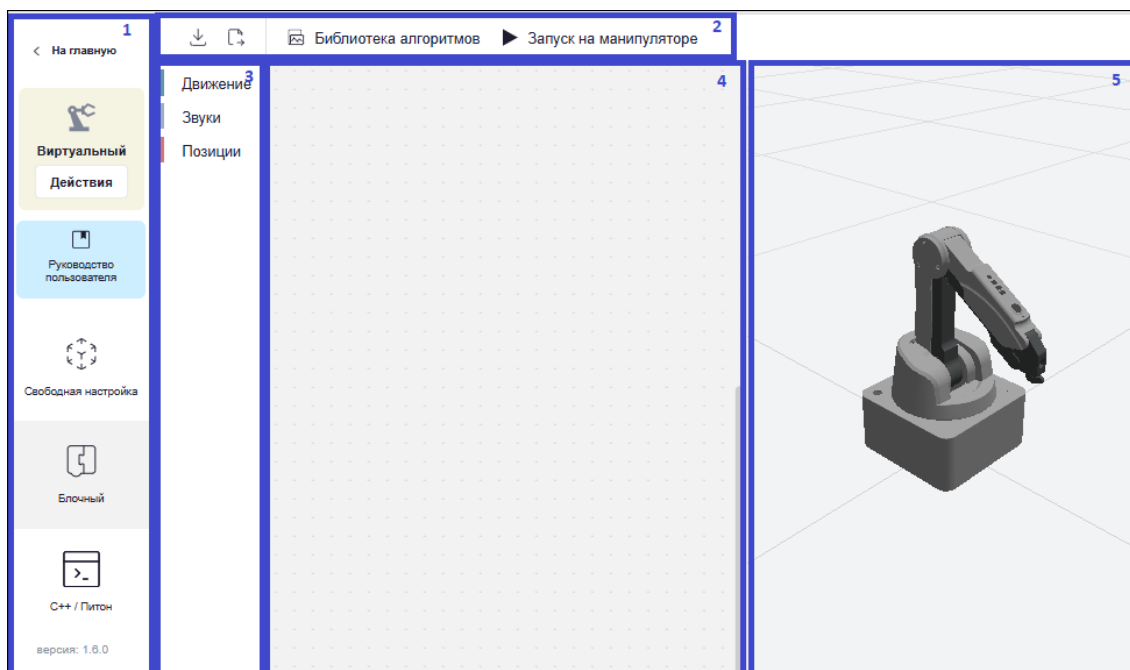 1
На главную
Виртуальный
Действия
Руководство
пользователя
Свободная настройка
Блочный
C++ / Питон
версия: 1.6.0
Библиотека алгоритмов
Запуск на манипуляторе
2
3
Движение
Звуки
Позиции
4
5